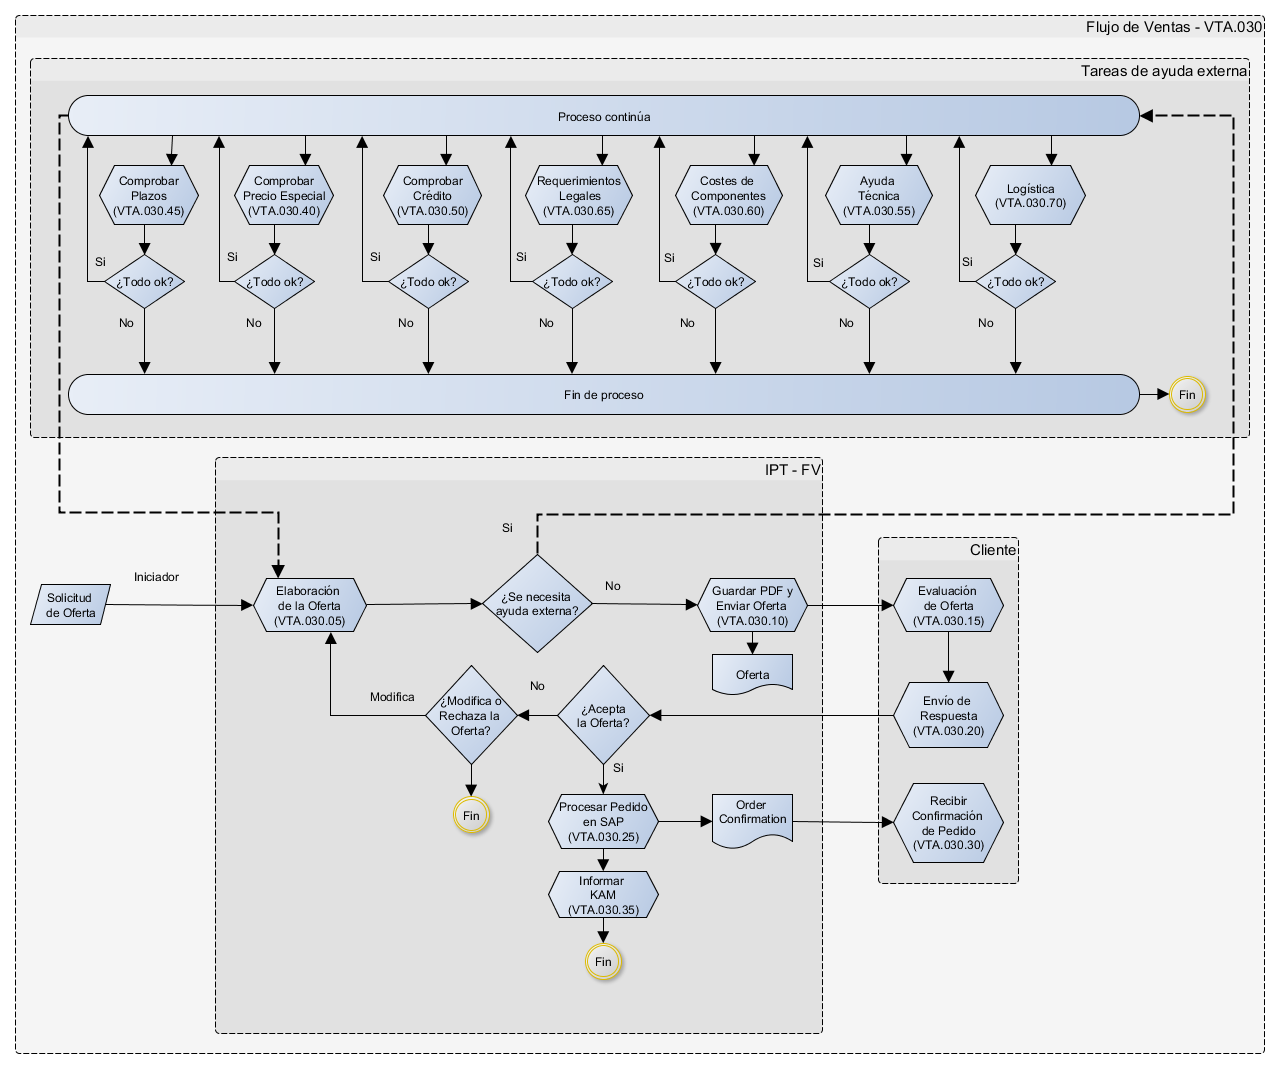 Flujo de Ventas - VTA.030
Tareas de ayuda externa
Proceso continúa
Comprobar
Plazos
(VTA.030.45)
Comprobar
Precio Especial
(VTA.030.40)
Comprobar
Crédito
(VTA.030.50)
Requerimientos
Legales
(VTA.030.65)
Costes de
Componentes
(VTA.030.60)
Ayuda
Técnica
(VTA.030.55)
Logística
(VTA.030.70)
Si
Si
Si
Si
Si
Si
Si
¿Todo ok?
¿Todo ok?
¿Todo ok?
¿Todo ok?
¿Todo ok?
¿Todo ok?
¿Todo ok?
No
No
No
No
No
No
No
Fin de proceso
Fin
IPT - FV
Si
Cliente
Solicitud
de Oferta
Iniciador
Elaboración
de la Oferta
(VTA.030.05)
¿Se necesita
ayuda externa?
No
Guardar PDF y
Enviar Oferta
(VTA.030.10)
Evaluación
de Oferta
(VTA.030.15)
Oferta
Modifica
¿Modifica o
Rechaza la
Oferta?
No
¿Acepta
la Oferta?
Envío de
Respuesta
(VTA.030.20)
Si
Fin
Procesar Pedido
en SAP
(VTA.030.25)
Order
Confirmation
Recibir
Confirmación
de Pedido
(VTA.030.30)
Informar
KAM
(VTA.030.35)
Fin